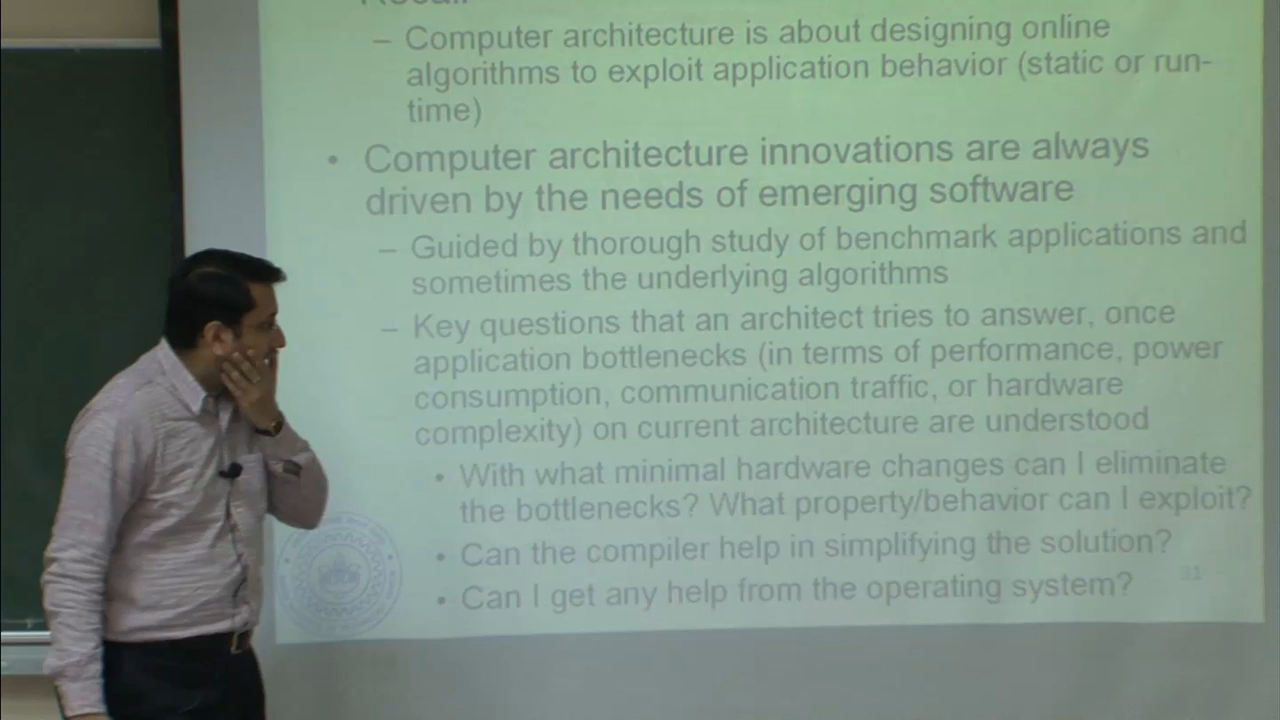 Recall
– Computer architecture is about designing online
algorithms to exploit application behavior (static or run-
time)
• Computer architecture innovations are always
driven by the needs of emerging software
– Guided by thorough study of benchmark applications and
sometimes the underlying algorithms
– Key questions that an architect tries to answer, once
application bottlenecks (in terms of performance, power
consumption, communication traffic, or hardware
complexity) on current architecture are understood
• With what minimal hardware changes can I eliminate
the bottlenecks? What property/behavior can I exploit?
• Can the compiler help in simplifying the solution?
• Can I get any help from the operating system?
31